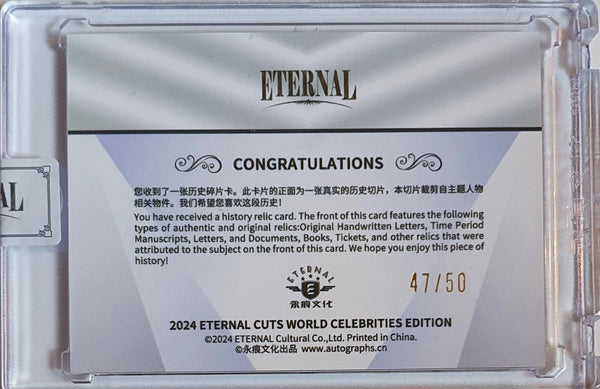 ETERNAL
AL
CONGRATULATIONS
您收到了一张历史碎片卡。此卡片的正面为一张真实的历史切片，本切片裁剪自主题人物
相关物件。我们希望您喜欢这段历史！
You have received a history relic card. The front of this card features the following
types of authentic and original relics:Original Handwritten Letters, Time Period
Manuscripts, Letters, and Documents, Books, Tickets, and other relics that were
attributed to the subject on the front of this card. We hope you enjoy this piece of
history!
ETERNAL
E
永痕文化
47/50
2024 ETERNAL CUTS WORLD CELEBRITIES EDITION
©2024 ETERNAL Cultural Co.,Ltd. Printed in China.
©永痕文化出品 www.autographs.cn